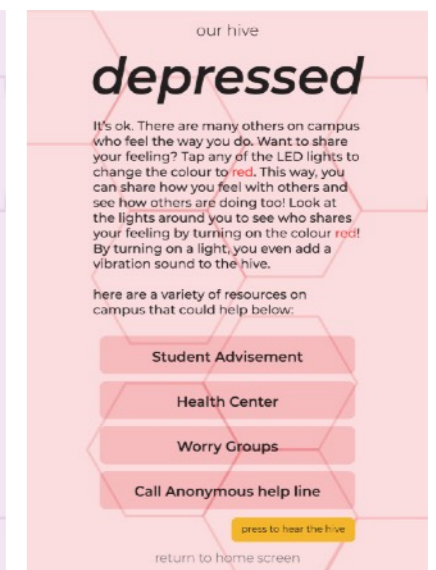 our hive
depressed
It's ok. There are many others on campus
who feel the way you do. Want to share
your feeling? Tap any of the LED lights to
change the colour to red. This way, you
can share how you feel with others and
see how others are doing too! Look at
the lights around you to see who shares
your feeling by turning on the colour red!
By turning on a light, you even add a
vibration sound to the hive.
here are a variety of resources on
campus that could help below:
Student Advisement
Health Center
Worry Groups
Call Anonymous help line
press to hear the hive
return to home screen